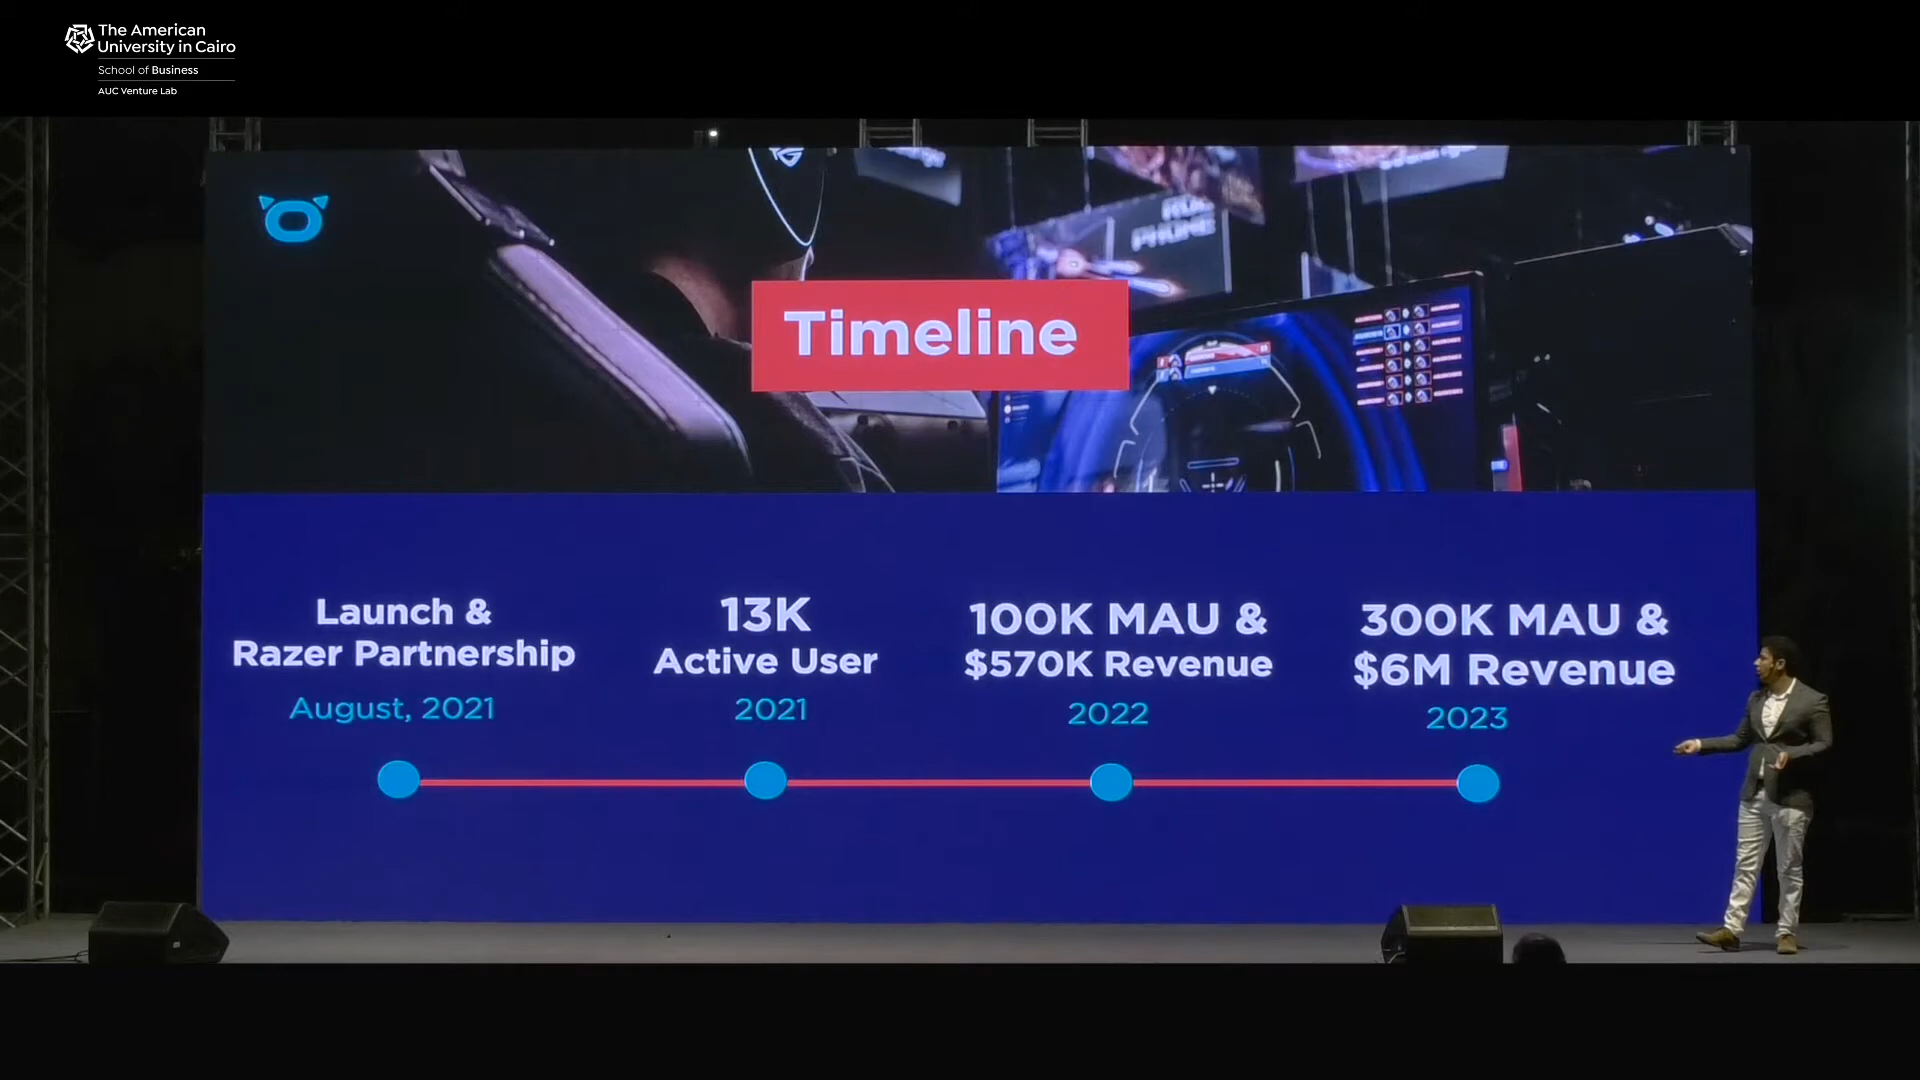 The American
University in Cairo
School of Business
AUC Venture Lab
PHONE
Timeline
Launch &
Razer Partnership
August, 2021
13K
Active User
2021
100K MAU &
$570K Revenue
2022
300K MAU &
$6M Revenue
2023